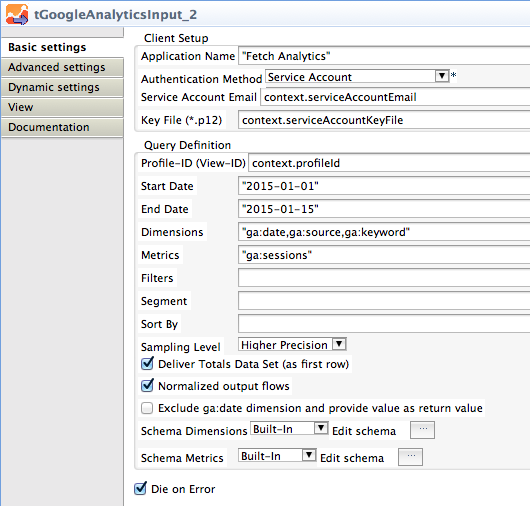 tGoogleAnalyticsInput_2
Basic settings
Advanced settings
Dynamic settings
View
Documentation
Client Setup
Application Name "Fetch Analytics"
Authentication Method Service Account *
Service Account Email context.serviceAccountEmail
Key File (*.p12) context.serviceAccountKeyFile
Query Definition
Profile-ID (View-ID) context.profileId
Start Date "2015-01-01"
End Date "2015-01-15"
Dimensions "ga:date,ga:source,ga:keyword"
Metrics "ga:sessions"
Filters
Segment
Sort By
Sampling Level Higher Precision
Deliver Totals Data Set (as first row)
Normalized output flows
Exclude ga:date dimension and provide value as return value
Schema Dimensions Built-In Edit schema ...
Schema Metrics Built-In Edit schema ...
Die on Error